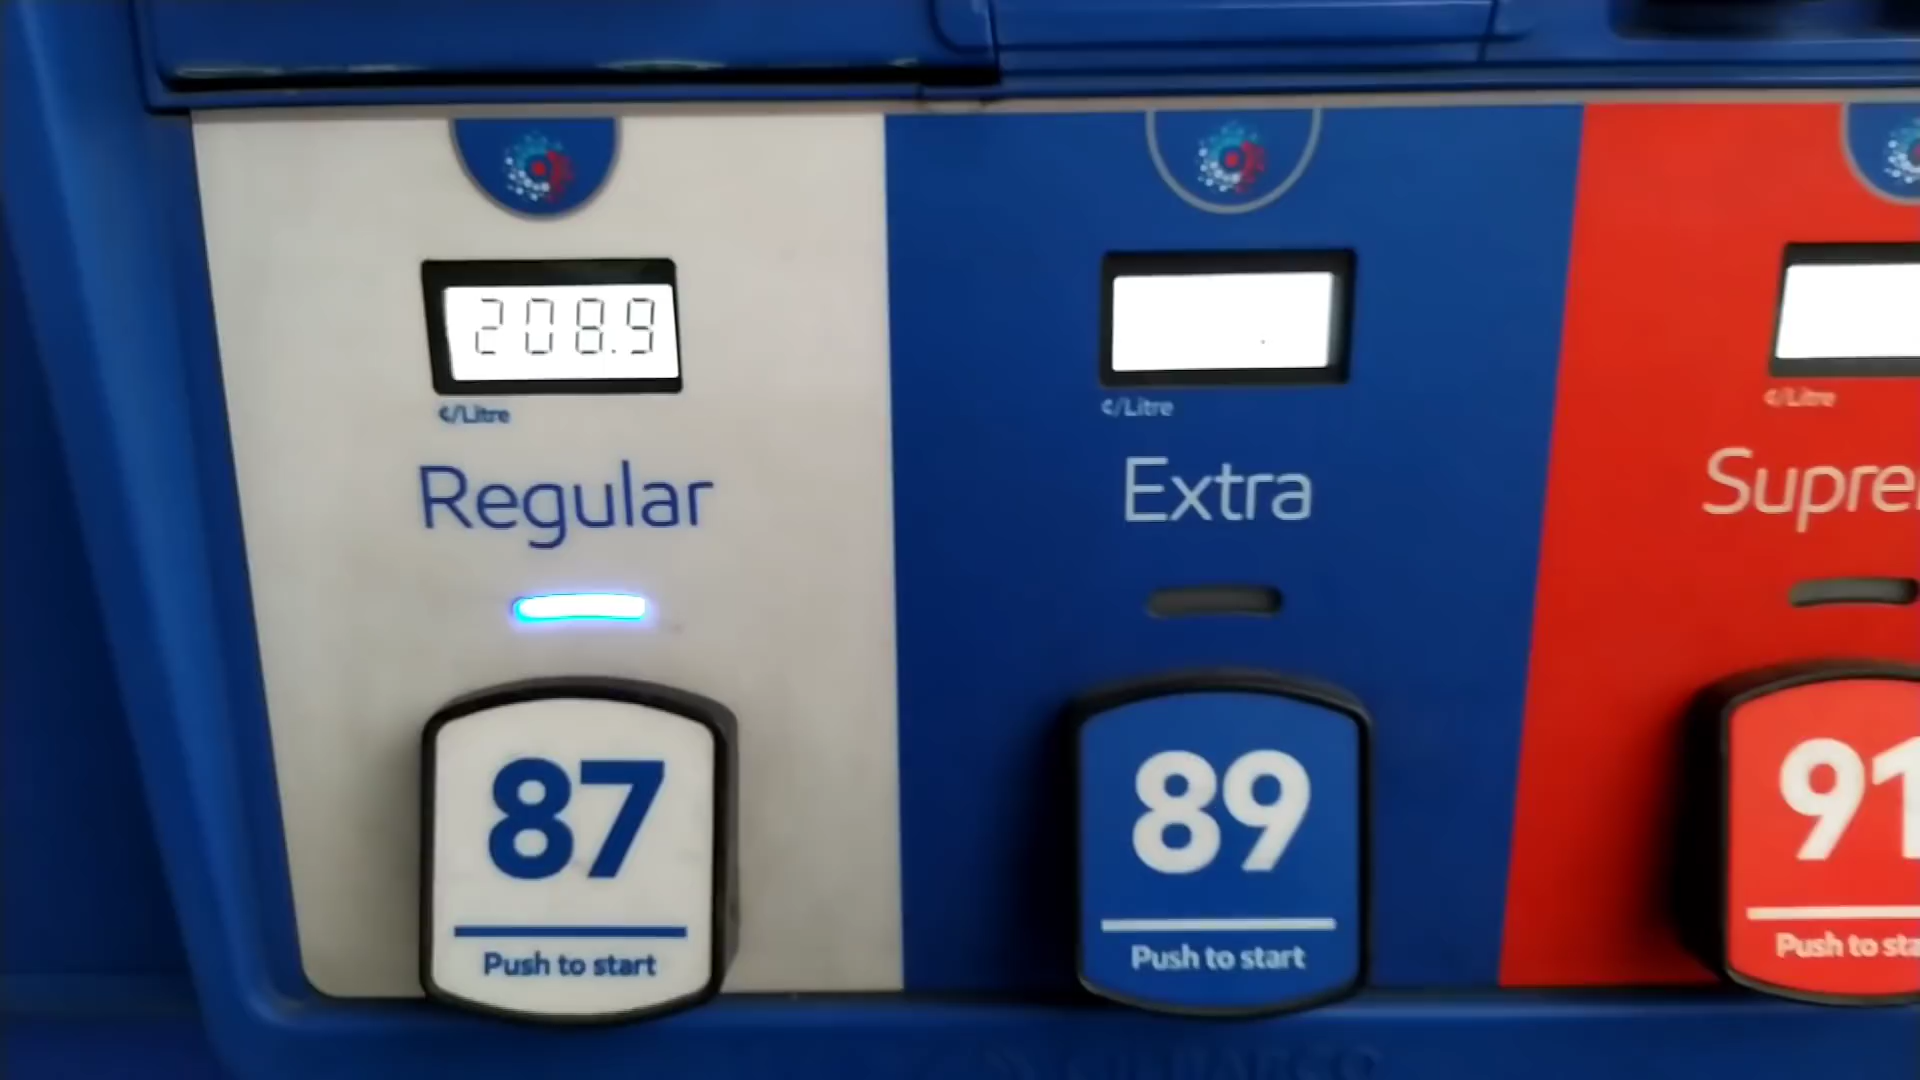 208.9
¢/Litre
¢/Litre
¢/Litre
Regular
Extra
Supre
87
89
91
Push to start
Push to start
Push to sta